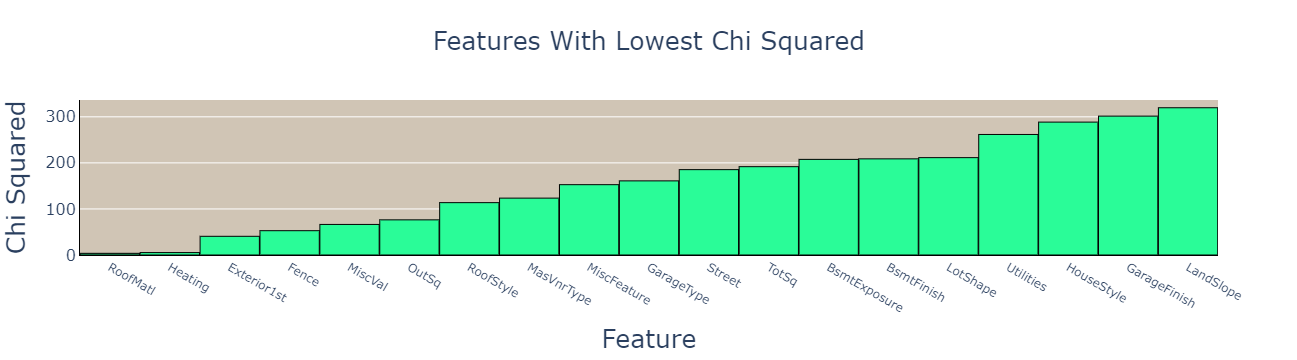 Features With Lowest Chi Squared
Chi Squared
300
200
100
0
RoofMatl
Heating
Exterior1st
Fence
MiscVal
OutSq
RoofStyle
MasVnrType
MiscFeature
GarageType
Street
TotSq
BsmtExposure
BsmtFinish
LotShape
Utilities
HouseStyle
GarageFinish
LandSlope
Feature